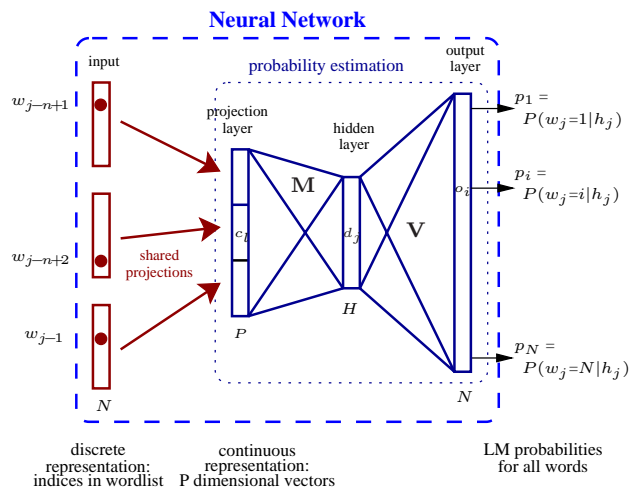 Neural Network
input
output
layer
probability estimation
projection
layer
hidden
layer
w_{j−n+1}
w_{j−n+2}
w_{j−1}
shared
projections
c_l
M
d_j
V
o_i
P
H
N
N
p_1 =
P(w_j=1|h_j)
p_i =
P(w_j=i|h_j)
p_N =
P(w_j=N|h_j)
discrete
representation:
indices in wordlist
continuous
representation:
P dimensional vectors
LM probabilities
for all words